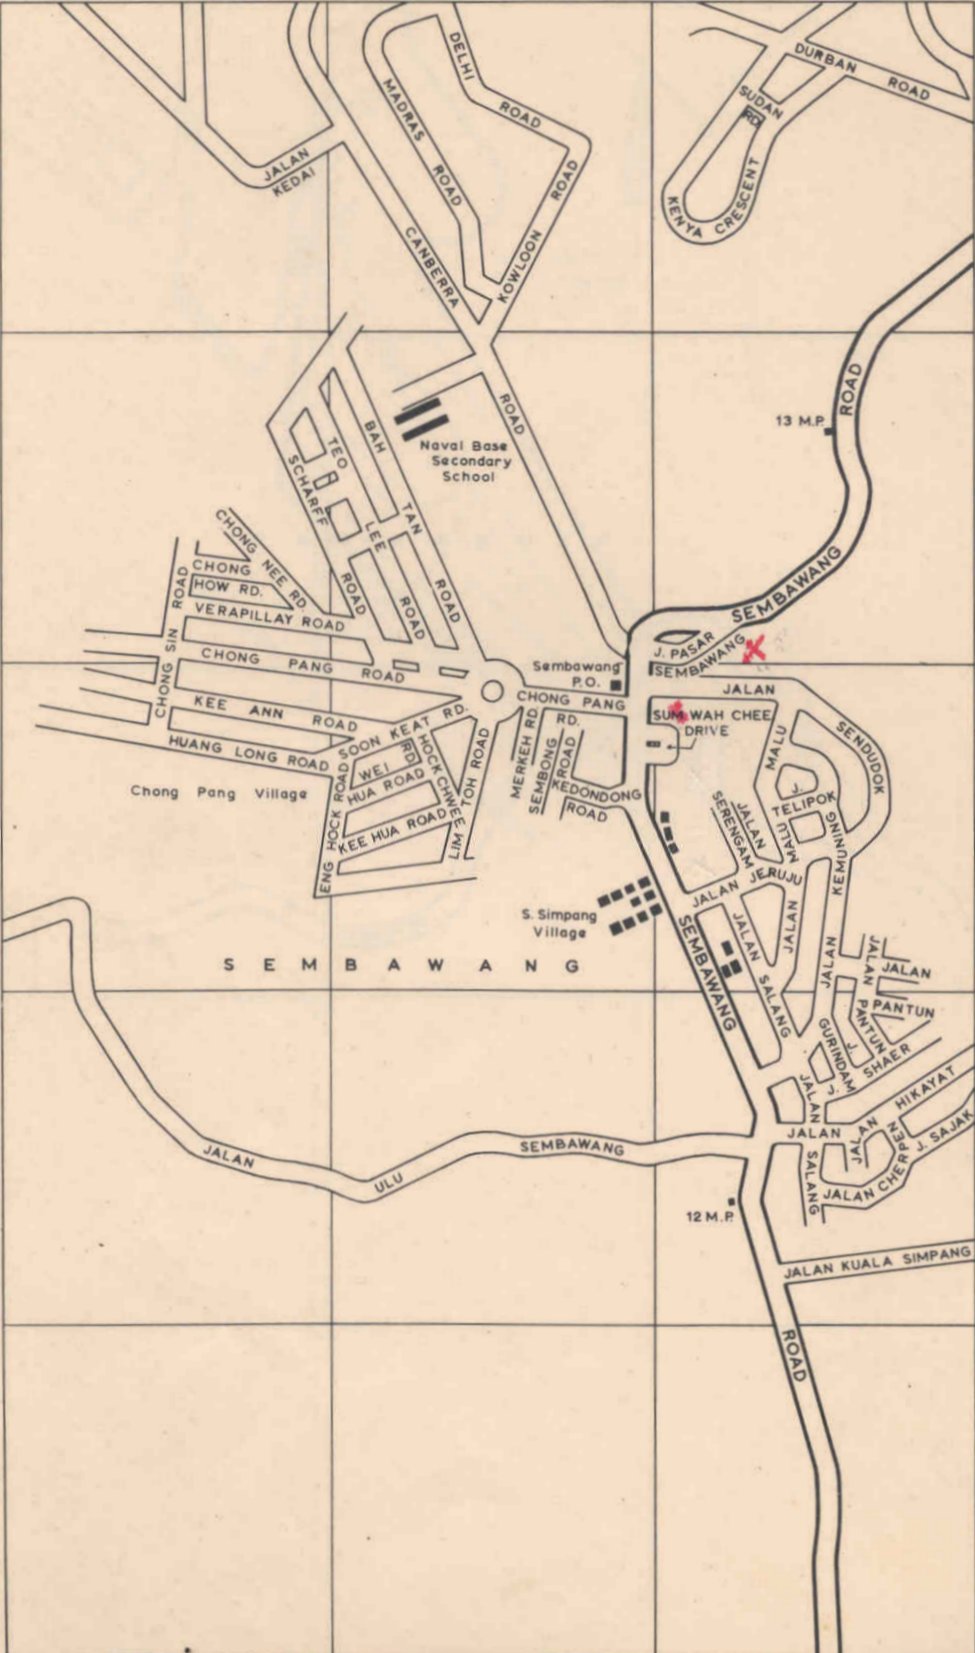 DELHI ROAD
DURBAN ROAD
SUDAN RD.
MADRAS ROAD
JALAN KEDAI
KENYA CRESCENT
KOWLOON ROAD
CANBERRA ROAD
ROAD
13 M.P.
Naval Base
Secondary
School
BAH TAN ROAD
TEO LEE ROAD
SCHARFF ROAD
CHONG NEE RD.
CHONG
HOW RD.
VERAPILLAY ROAD
CHONG SIN ROAD
CHONG PANG ROAD
KEE ANN ROAD
HUANG LONG ROAD
SOON KEAT RD.
Chong Pang Village
ENG HOCK ROAD
WEI
HUA ROAD
KEE HUA ROAD
HOCK CHWEE
RD
LIM TOH ROAD
SEMBAWANG
J. PASAR
SEMBAWANG
Sembawang
P.O.
CHONG PANG
RD.
MERKEH RD
SEMBONG
ROAD
KEDONDONG
ROAD
JALAN
SENDUDOK
SUM WAH CHEE
DRIVE
MALU
J.
TELIPOK
MALU
JALAN
SERENGAM
KEMUNING
JALAN JERUJU
JALAN
JALAN
S. Simpang
Village
SEMBAWANG
SEMBAWANG
JALAN SALANG
JALAN
PANTUN
JALAN
PANTUN
J.
GURINDAM
J.
SHAER
JALAN
SALANG
JALAN
HIKAYAT
JALAN
CHERPEN
J. SAJAK
JALAN
JALAN ULU SEMBAWANG
12 M.P.
JALAN KUALA SIMPANG
ROAD